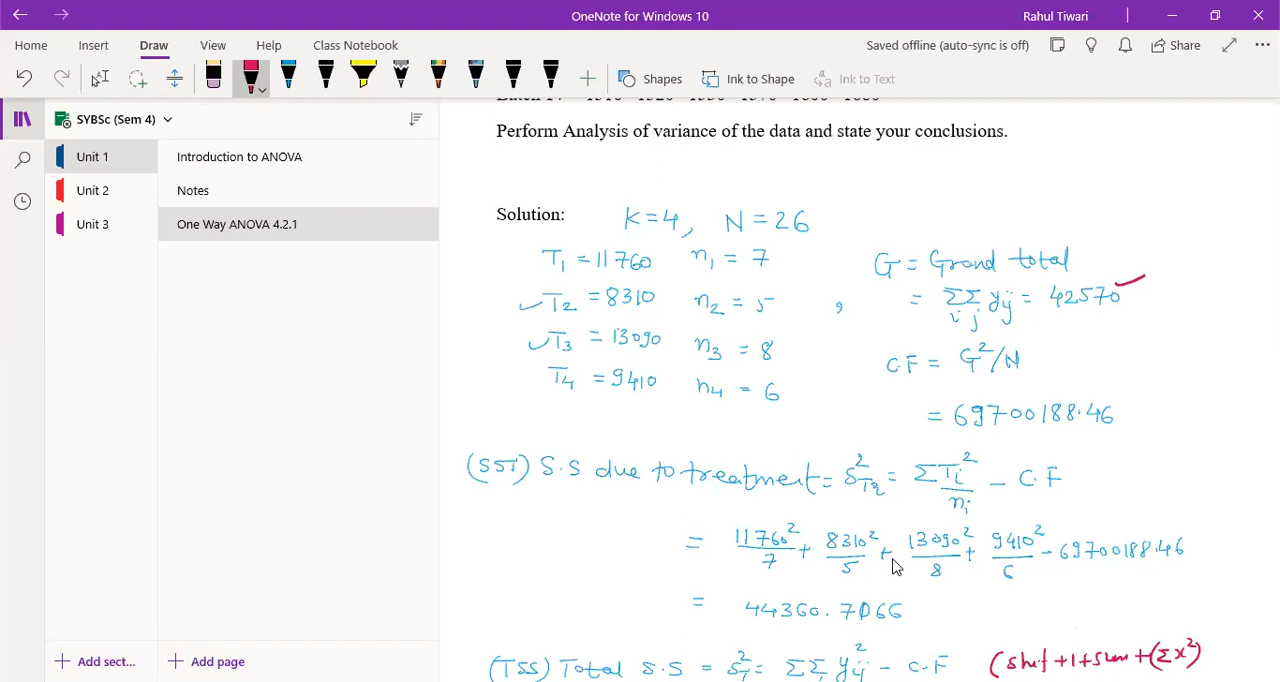 OneNote for Windows 10
Rahul Tiwari
Home Insert Draw View Help Class Notebook
Saved offline (auto-sync is off) Share
Shapes Ink to Shape Ink to Text
SYBSc (Sem 4)
Unit 1
Unit 2
Unit 3
Introduction to ANOVA
Notes
One Way ANOVA 4.2.1
Add sect...
Add page
Perform Analysis of variance of the data and state your conclusions.
Solution: K=4, N=26
T1 = 11760 n1 = 7
T2 = 8310 n2 = 5
T3 = 13090 n3 = 8
T4 = 9410 n4 = 6
,
G = Grand total
= ΣΣ yij = 42570
i j
CF = G²/N
= 69700188.46
(SST) S.S due to treatment = = ΣTi²/ni - C.F
= 11760²/7 + 8310²/5 + 13090²/8 + 9410²/6 - 69700188.46
= 44360.7066
(TSS) Total S.S = = ΣΣ yij² - C.F
(Shift+1+Sum+(Σx²)